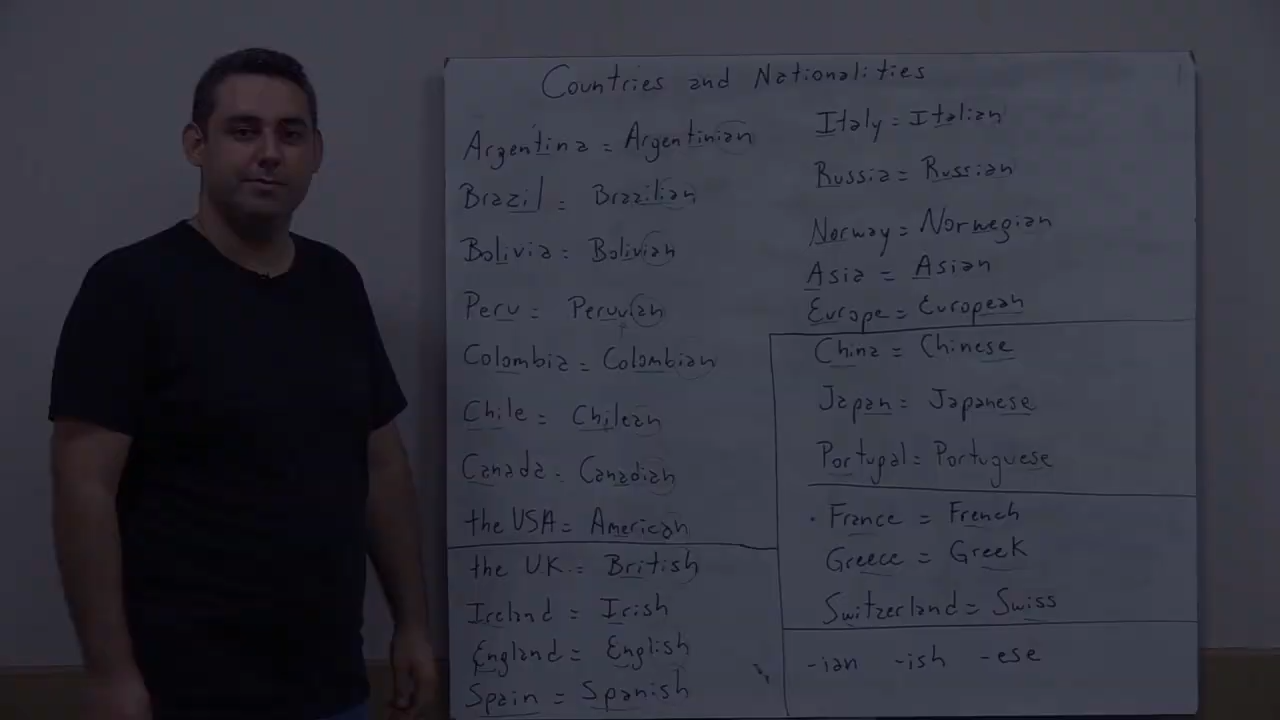 Countries and Nationalities
Argentina = Argentinian
Brazil = Brazilian
Bolivia = Bolivian
Peru = Peruvian
Colombia = Colombian
Chile = Chilean
Canada - Canadian
the USA = American
the UK = British
Ireland = Irish
England = English
Spain = Spanish
Italy = Italian
Russia = Russian
Norway = Norwegian
Asia = Asian
Europe = European
China = Chinese
Japan = Japanese
Portugal = Portuguese
France = French
Greece = Greek
Switzerland = Swiss
-ian -ish -ese